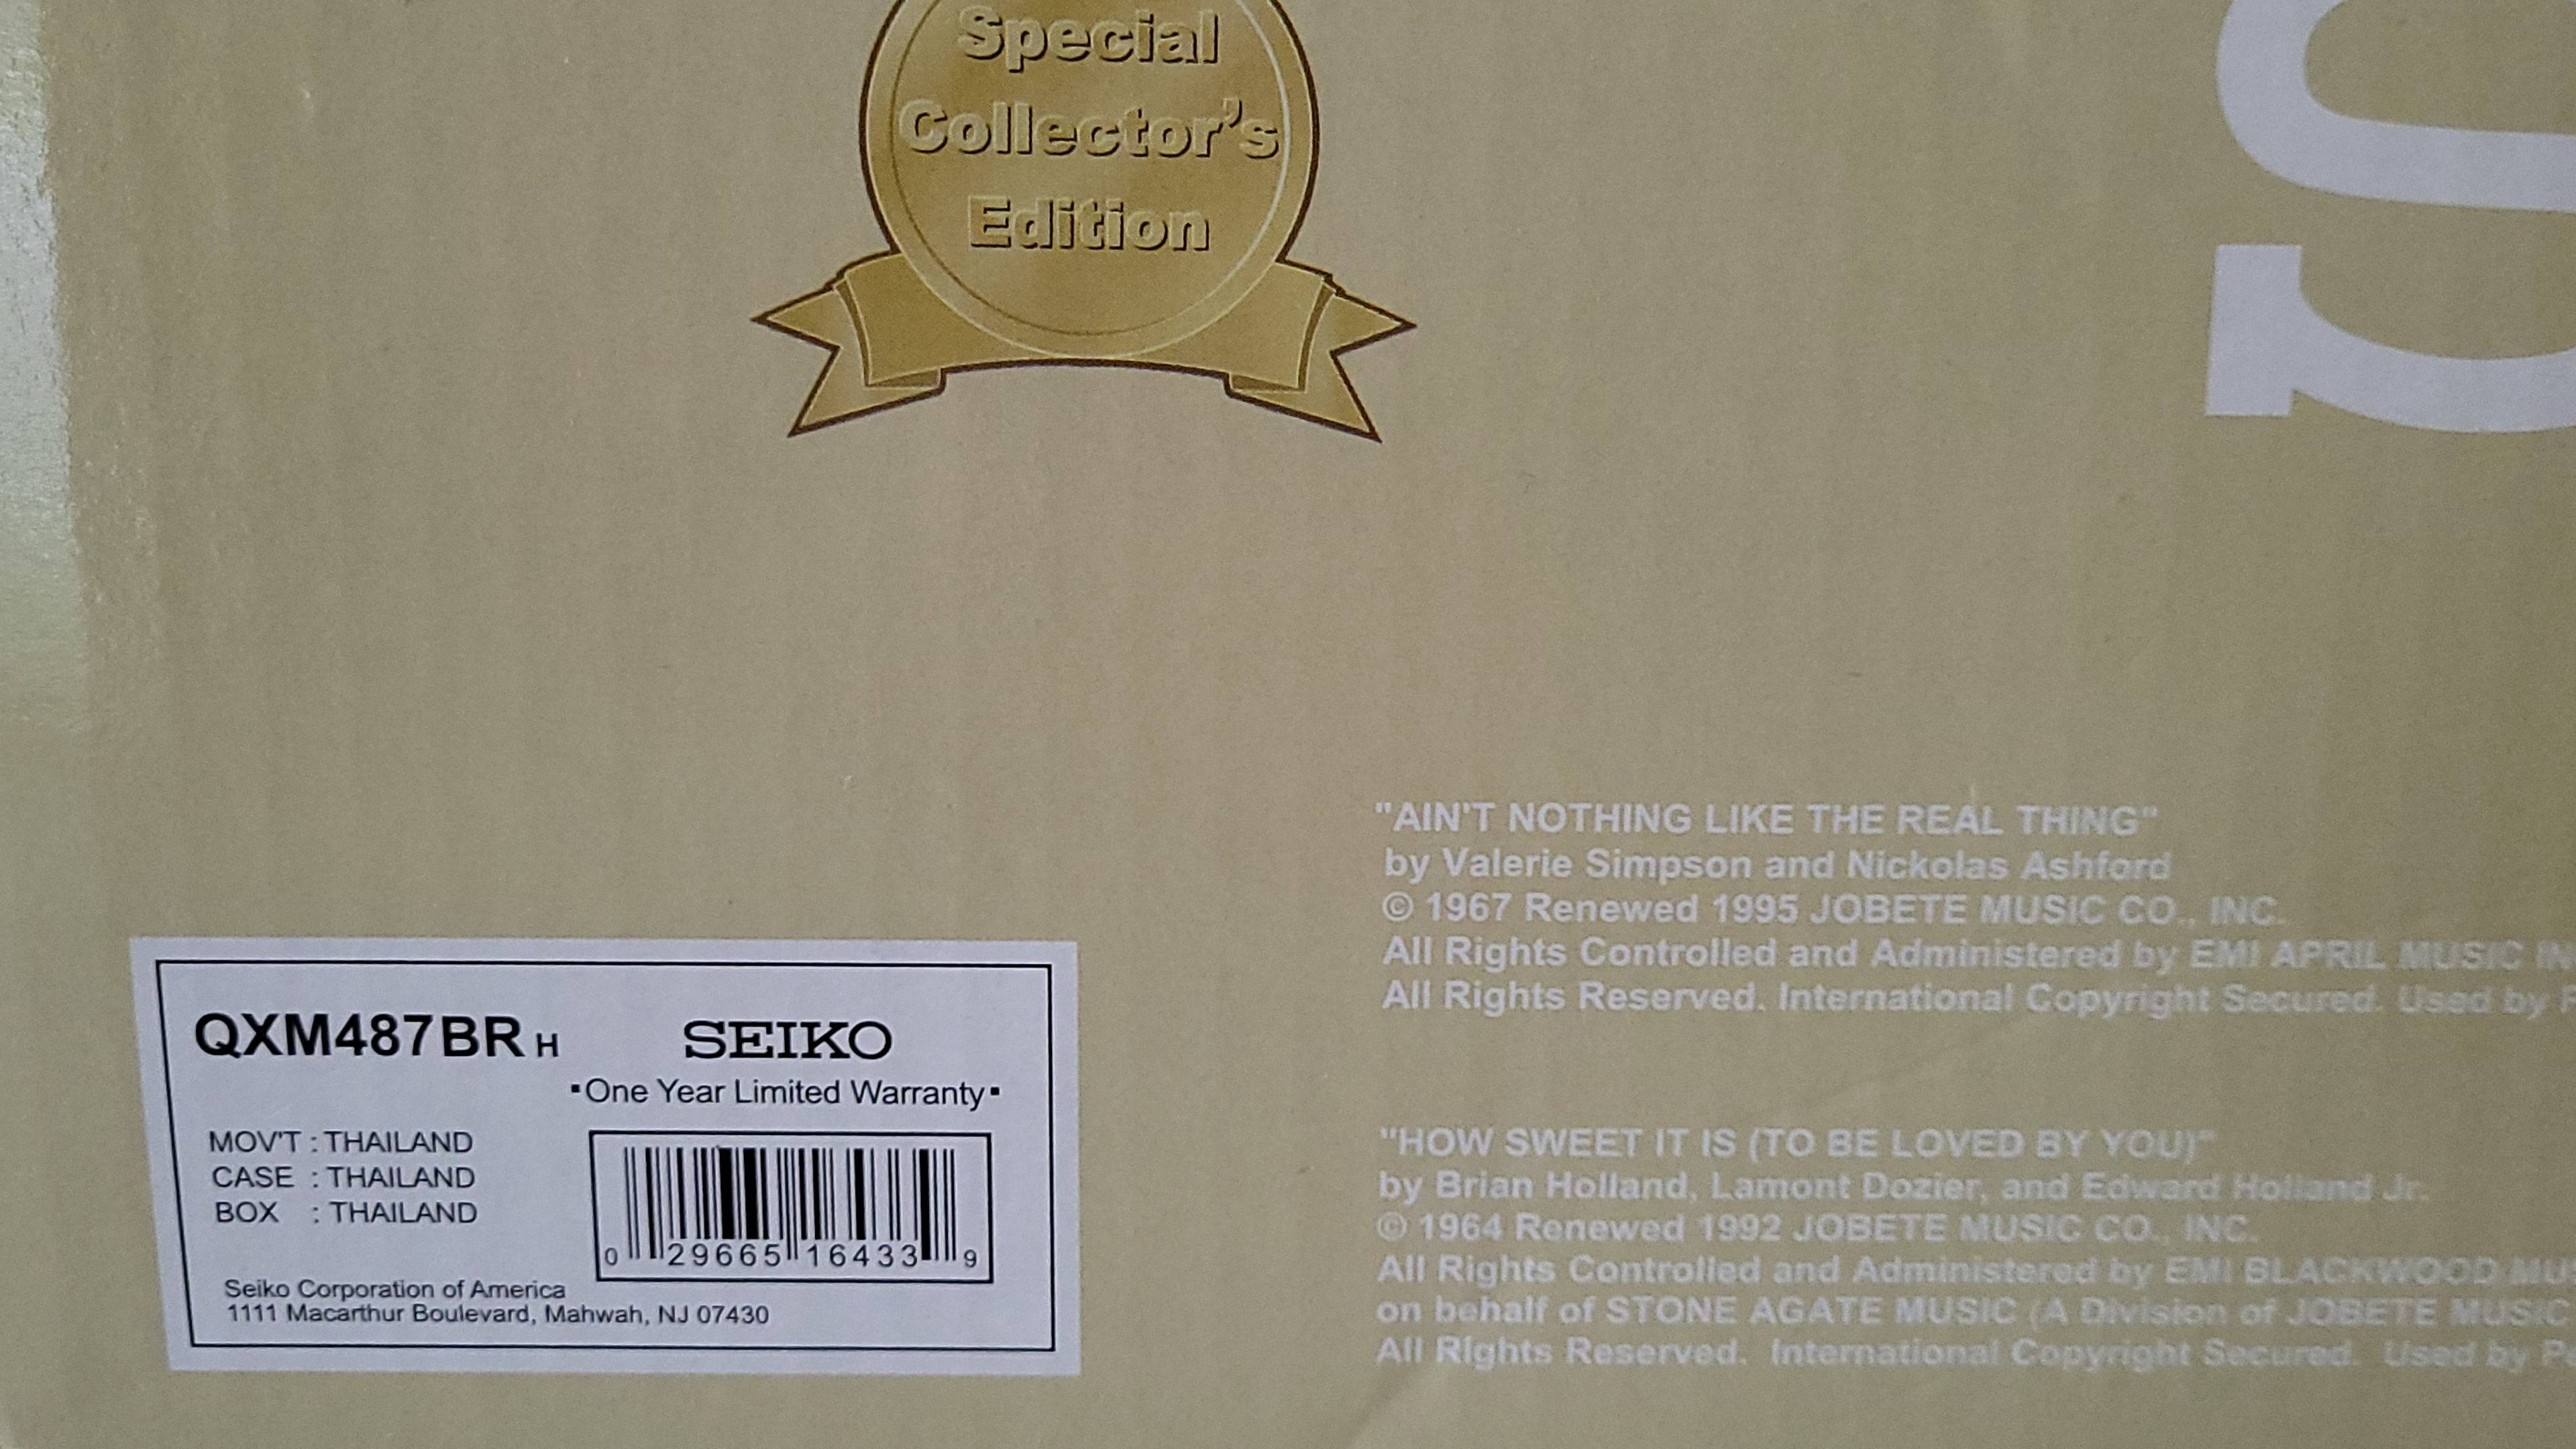 Special
Collector's
Edition
S
"AIN'T NOTHING LIKE THE REAL THING"
by Valerie Simpson and Nickolas Ashford
© 1967 Renewed 1995 JOBETE MUSIC CO., INC.
All Rights Controlled and Administered by EMI APRIL MUSIC
All Rights Reserved. International Copyright Secured. Used by
"HOW SWEET IT IS (TO BE LOVED BY YOU)"
by Brian Holland, Lamont Dozier, and Edward Holland Jr.
© 1964 Renewed 1992 JOBETE MUSIC CO., INC.
All Rights Controlled and Administered by EMI BLACKWOOD
on behalf of STONE AGATE MUSIC (A Division of JOBETE MUSIC
All Rights Reserved. International Copyright Secured. Used by
QXM487BR H
SEIKO
▪One Year Limited Warranty▪
MOV'T : THAILAND
CASE : THAILAND
BOX : THAILAND
0 29665 16433 9
Seiko Corporation of America
1111 Macarthur Boulevard, Mahwah, NJ 07430